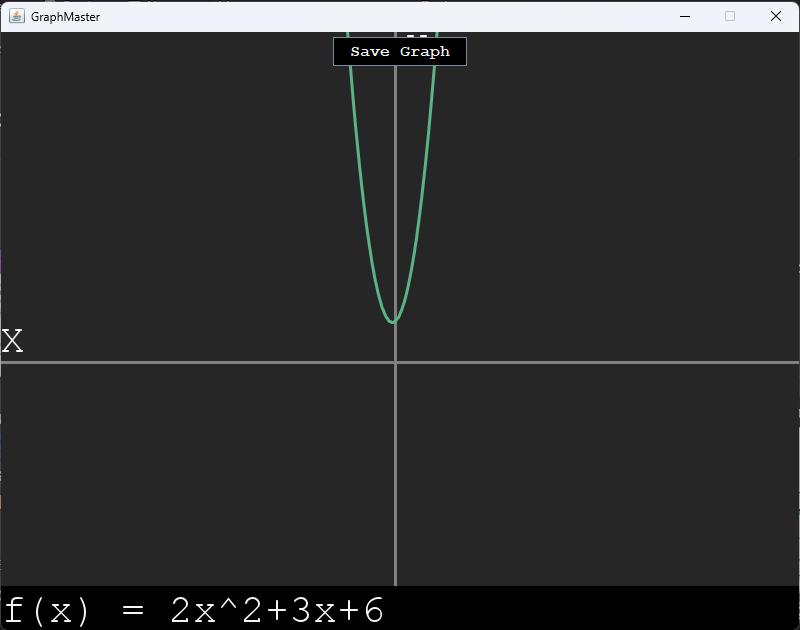 GraphMaster
Save Graph
X
f(x) = 2x^2+3x+6